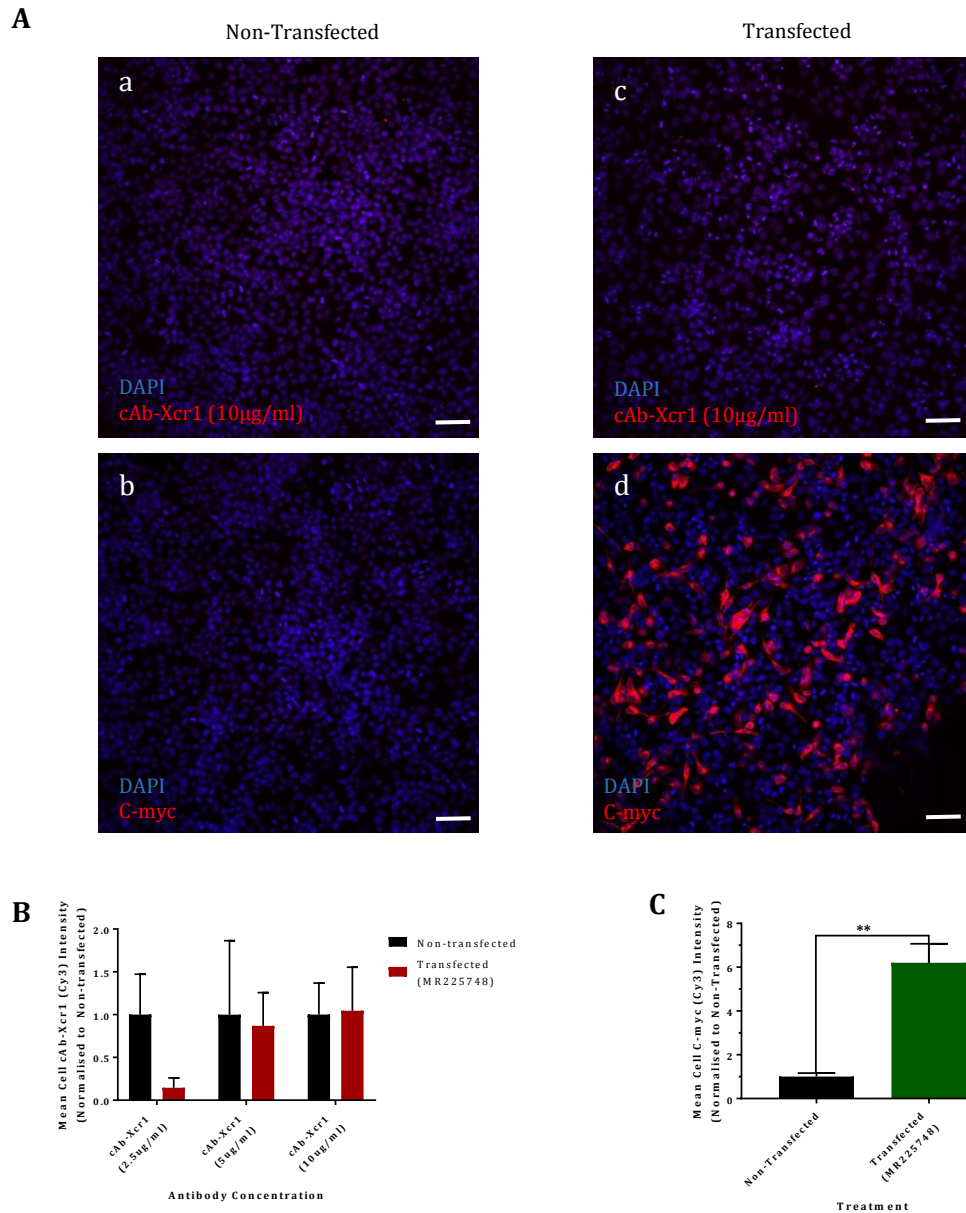 A
Non-Transfected
Transfected
a
DAPI
cAb-Xcr1 (10µg/ml)
c
DAPI
cAb-Xcr1 (10µg/ml)
b
DAPI
C-myc
d
DAPI
C-myc
B
Mean Cell cAb-Xcr1 (Cy3) Intensity
(Normalised to Non-transfected)
2.0
1.5
1.0
0.5
0.0
cAb-Xcr1
(2.5ug/ml)
cAb-Xcr1
(5ug/ml)
cAb-Xcr1
(10ug/ml)
Antibody Concentration
Non-transfected
Transfected
(MR225748)
C
Mean Cell C-myc (Cy3) Intensity
(Normalised to Non-Transfected)
8
6
4
2
0
**
Non-Transfected
Transfected
(MR225748)
Treatment